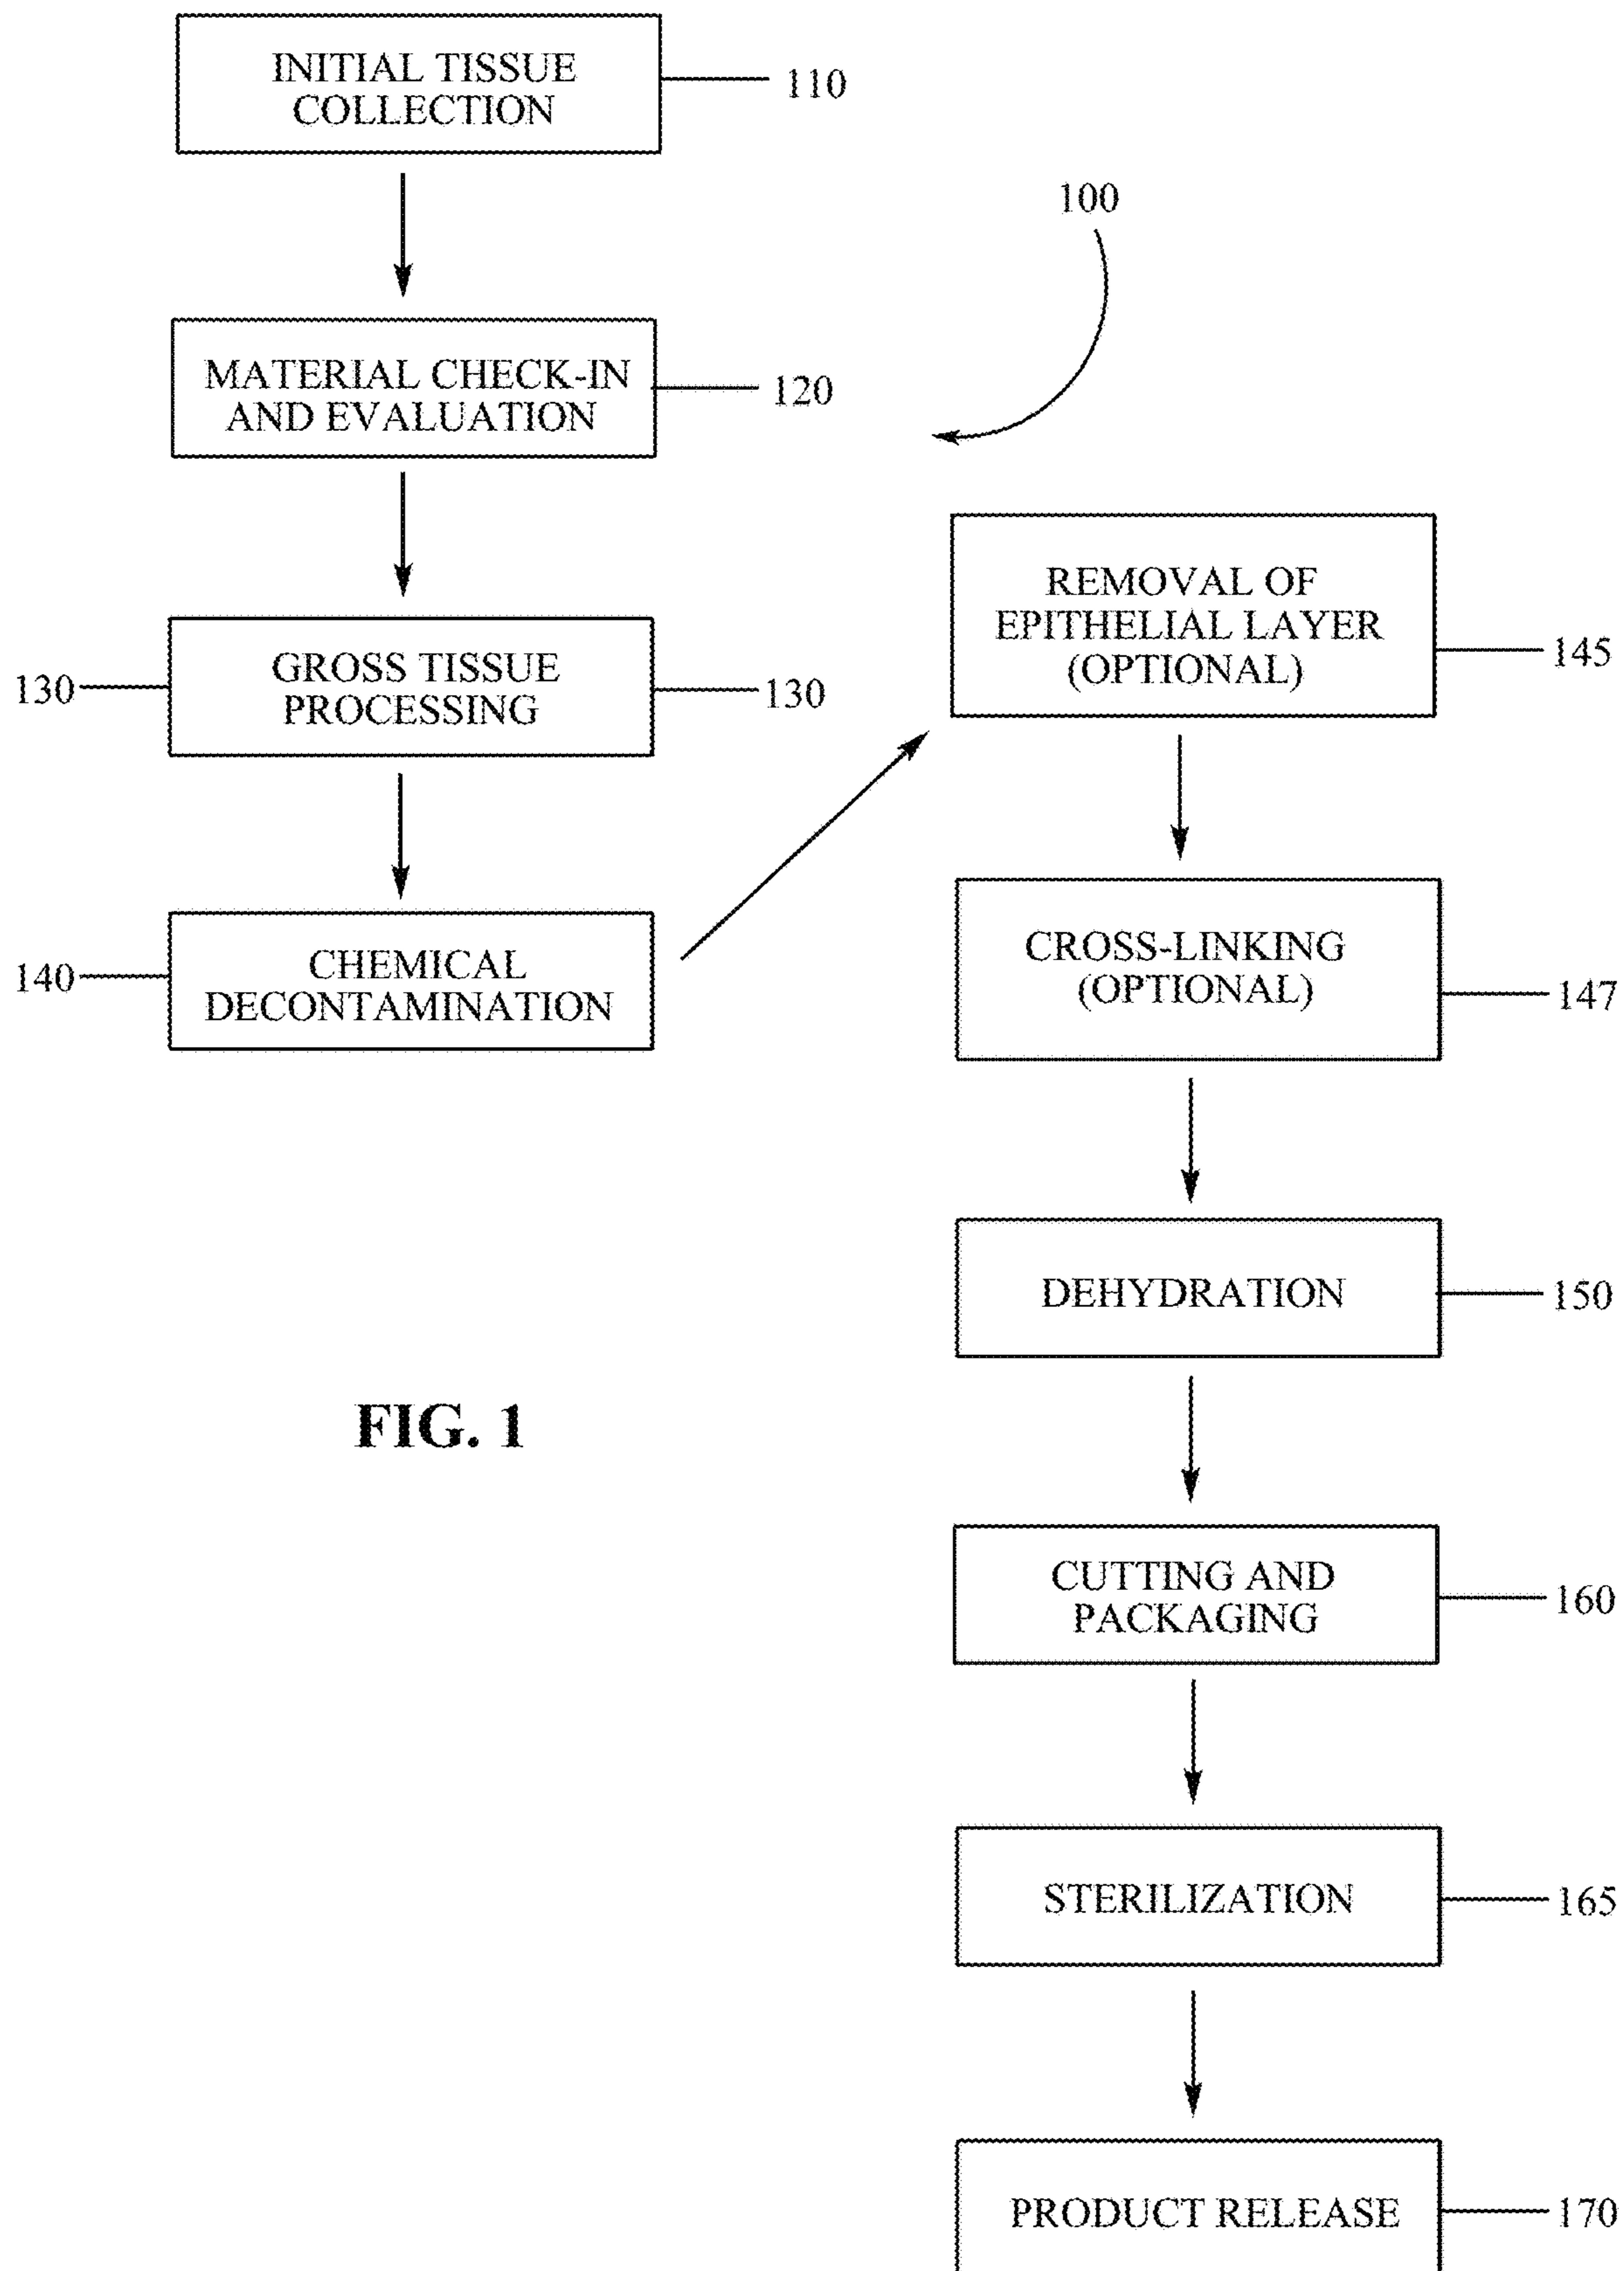 INITIAL TISSUE
COLLECTION
110
100
MATERIAL CHECK-IN
AND EVALUATION
120
130
GROSS TISSUE
PROCESSING
130
140
CHEMICAL
DECONTAMINATION
REMOVAL OF
EPITHELIAL LAYER
(OPTIONAL)
145
CROSS-LINKING
(OPTIONAL)
147
DEHYDRATION
150
FIG. 1
CUTTING AND
PACKAGING
160
STERILIZATION
165
PRODUCT RELEASE
170